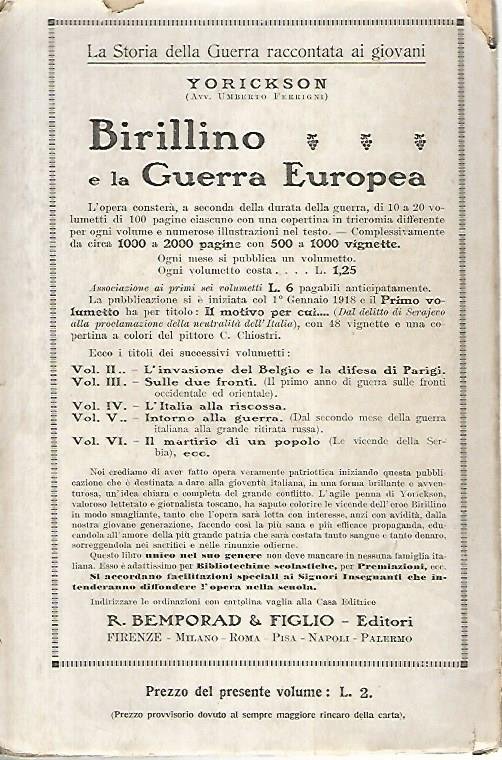 La Storia della Guerra raccontata ai giovani
YORICKSON
(Avv. Umberto Ferrigni)
Birillino
e la Guerra Europea
L'opera consterà, a seconda della durata della guerra, di 10 a 20 vo-
lumetti di 100 pagine ciascuno con una copertina in tricromia differente
per ogni volume e numerose illustrazioni nel testo. — Complessivamente
da circa 1000 a 2000 pagine con 500 a 1000 vignette.
Ogni mese si pubblica un volumetto.
Ogni volumetto costa . . . . L. 1,25
Associazione ai primi sei volumetti L. 6 pagabili anticipatamente.
La pubblicazione si è iniziata col 1° Gennaio 1918 e il Primo vo-
lumetto ha per titolo: Il motivo per cui.... (Dal delitto di Serajevo
alla proclamazione della neutralità dell'Italia), con 48 vignette e una co-
pertina a colori del pittore C. Chiostri.
Ecco i titoli dei successivi volumetti:
Vol. II.. - L'invasione del Belgio e la difesa di Parigi.
Vol. III. - Sulle due fronti. (Il primo anno di guerra sulle fronti
occidentale ed orientale).
Vol. IV. - L'Italia alla riscossa.
Vol. V.. - Intorno alla guerra. (Dal secondo mese della guerra
italiana alla grande ritirata russa).
Vol. VI. - Il martirio di un popolo (Le vicende della Ser-
bia), ecc.
Noi crediamo di aver fatto opera veramente patriottica iniziando questa pubbli-
cazione che è destinata a dare alla gioventù italiana, in una forma brillante e avven-
turosa, un'idea chiara e completa del grande conflitto. L'agile penna di Yorickson,
valoroso letterato e giornalista toscano, ha saputo colorire le vicende dell'eroe Birillino
in modo smagliante, tanto che l'opera sarà letta con interesse, anzi con avidità, dalla
nostra giovane generazione, facendo così la più sana e più efficace propaganda, edu-
candola all'amore della più grande patria che sarà costata tanto sangue e tanto denaro,
sorreggendola nei sacrifici e nelle rinunzie odierne.
Questo libro unico nel suo genere non deve mancare in nessuna famiglia ita-
liana. Esso è adattissimo per Bibliotechine scolastiche, per Premiazioni, ecc.
Si accordano facilitazioni speciali ai Signori Insegnanti che in-
tenderanno diffondere l'opera nella scuola.
Indirizzare le ordinazioni con cartolina vaglia alla Casa Editrice
R. BEMPORAD & FIGLIO - Editori
FIRENZE - MILANO - ROMA - PISA - NAPOLI - PALERMO
Prezzo del presente volume: L. 2.
(Prezzo provvisorio dovuto al sempre maggiore rincaro della carta).